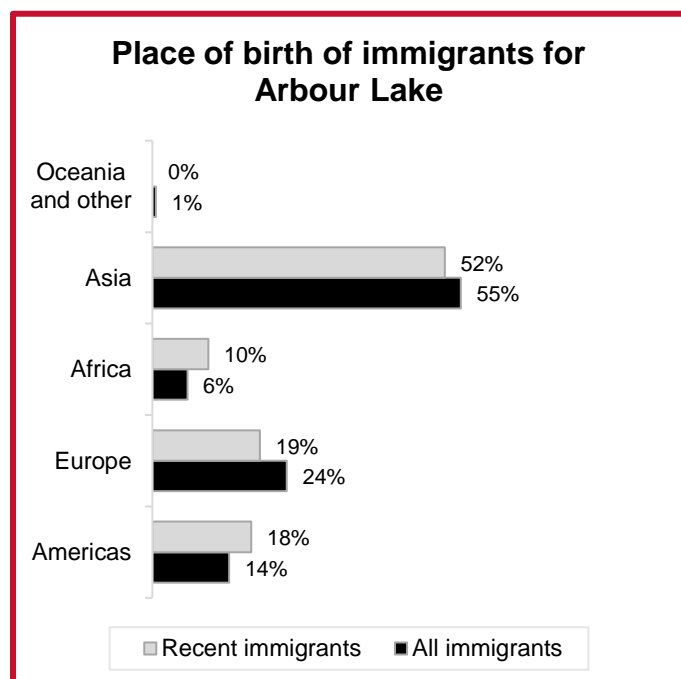 Place of birth of immigrants for
Arbour Lake
Oceania
and other
0%
1%
Asia
52%
55%
Africa
10%
6%
Europe
19%
24%
Americas
18%
14%
Recent immigrants
All immigrants